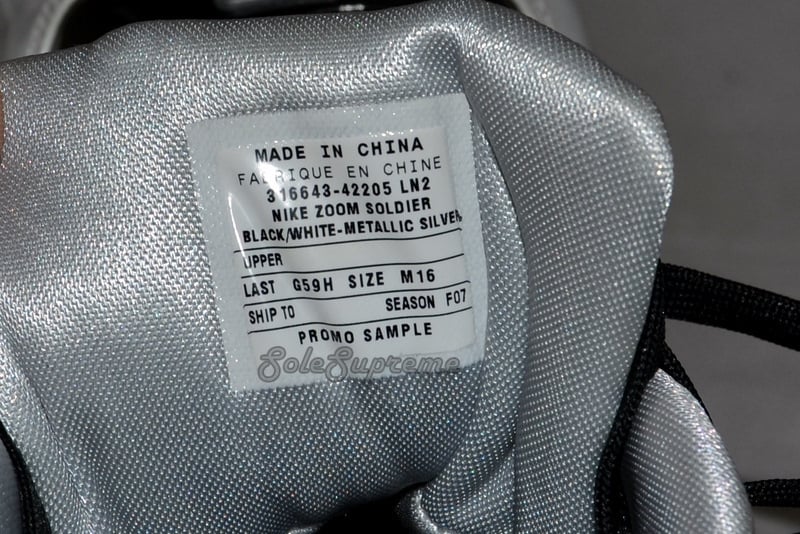 MADE IN CHINA
FABRIQUE EN CHINE
316643-42205 LN2
NIKE ZOOM SOLDIER
BLACK/WHITE-METALLIC SILVER,
UPPER
LAST G59H SIZE M16
SHIP TO SEASON F07
PROMO SAMPLE
SoleSupreme